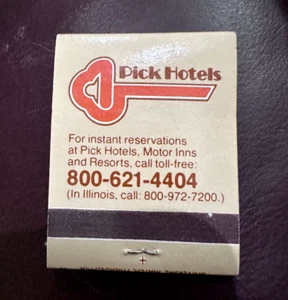 Pick Hotels
For instant reservations
at Pick Hotels, Motor Inns
and Resorts, call toll-free:
800-621-4404
(In Illinois, call: 800-972-7200.)